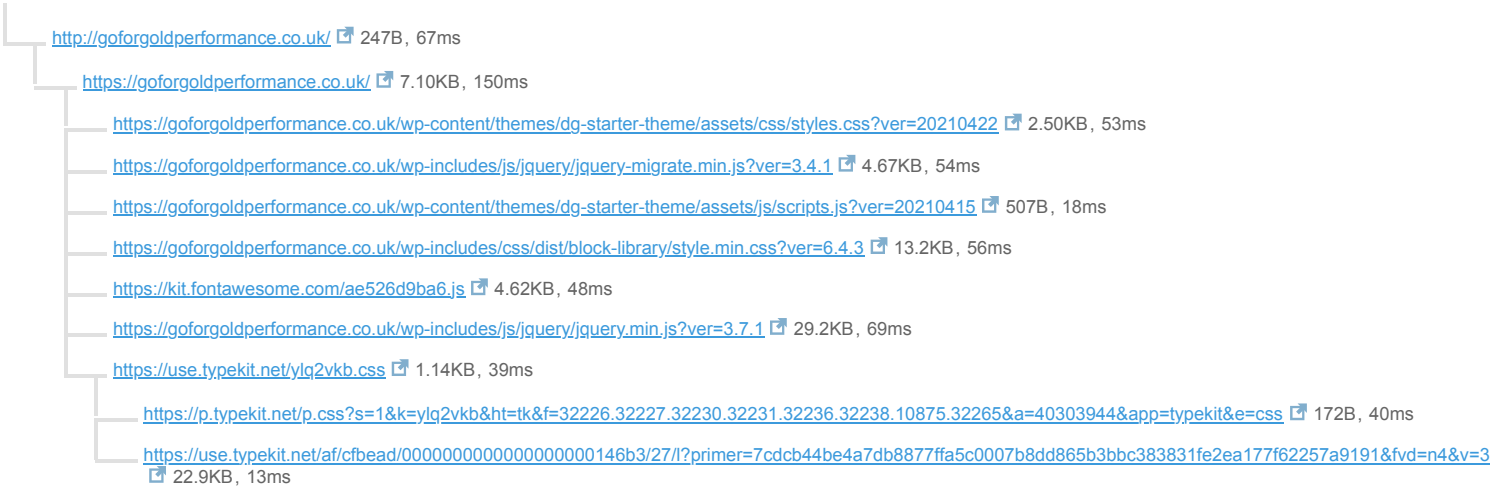 http://goforgoldperformance.co.uk/ 247B, 67ms
https://goforgoldperformance.co.uk/ 7.10KB, 150ms
https://goforgoldperformance.co.uk/wp-content/themes/dg-starter-theme/assets/css/styles.css?ver=20210422 2.50KB, 53ms
https://goforgoldperformance.co.uk/wp-includes/js/jquery/jquery-migrate.min.js?ver=3.4.1 4.67KB, 54ms
https://goforgoldperformance.co.uk/wp-content/themes/dg-starter-theme/assets/js/scripts.js?ver=20210415 507B, 18ms
https://goforgoldperformance.co.uk/wp-includes/css/dist/block-library/style.min.css?ver=6.4.3 13.2KB, 56ms
https://kit.fontawesome.com/ae526d9ba6.js 4.62KB, 48ms
https://goforgoldperformance.co.uk/wp-includes/js/jquery/jquery.min.js?ver=3.7.1 29.2KB, 69ms
https://use.typekit.net/ylq2vkb.css 1.14KB, 39ms
https://p.typekit.net/p.css?s=1&k=ylq2vkb&ht=tk&f=32226.32227.32230.32231.32236.32238.10875.32265&a=40303944&app=typekit&e=css 172B, 40ms
https://use.typekit.net/af/cfbead/0000000000000000000146b3/27/l?primer=7cdcb44be4a7db8877ffa5c0007b8dd865b3bbc383831fe2ea177f62257a9191&fvd=n4&v=3
22.9KB, 13ms